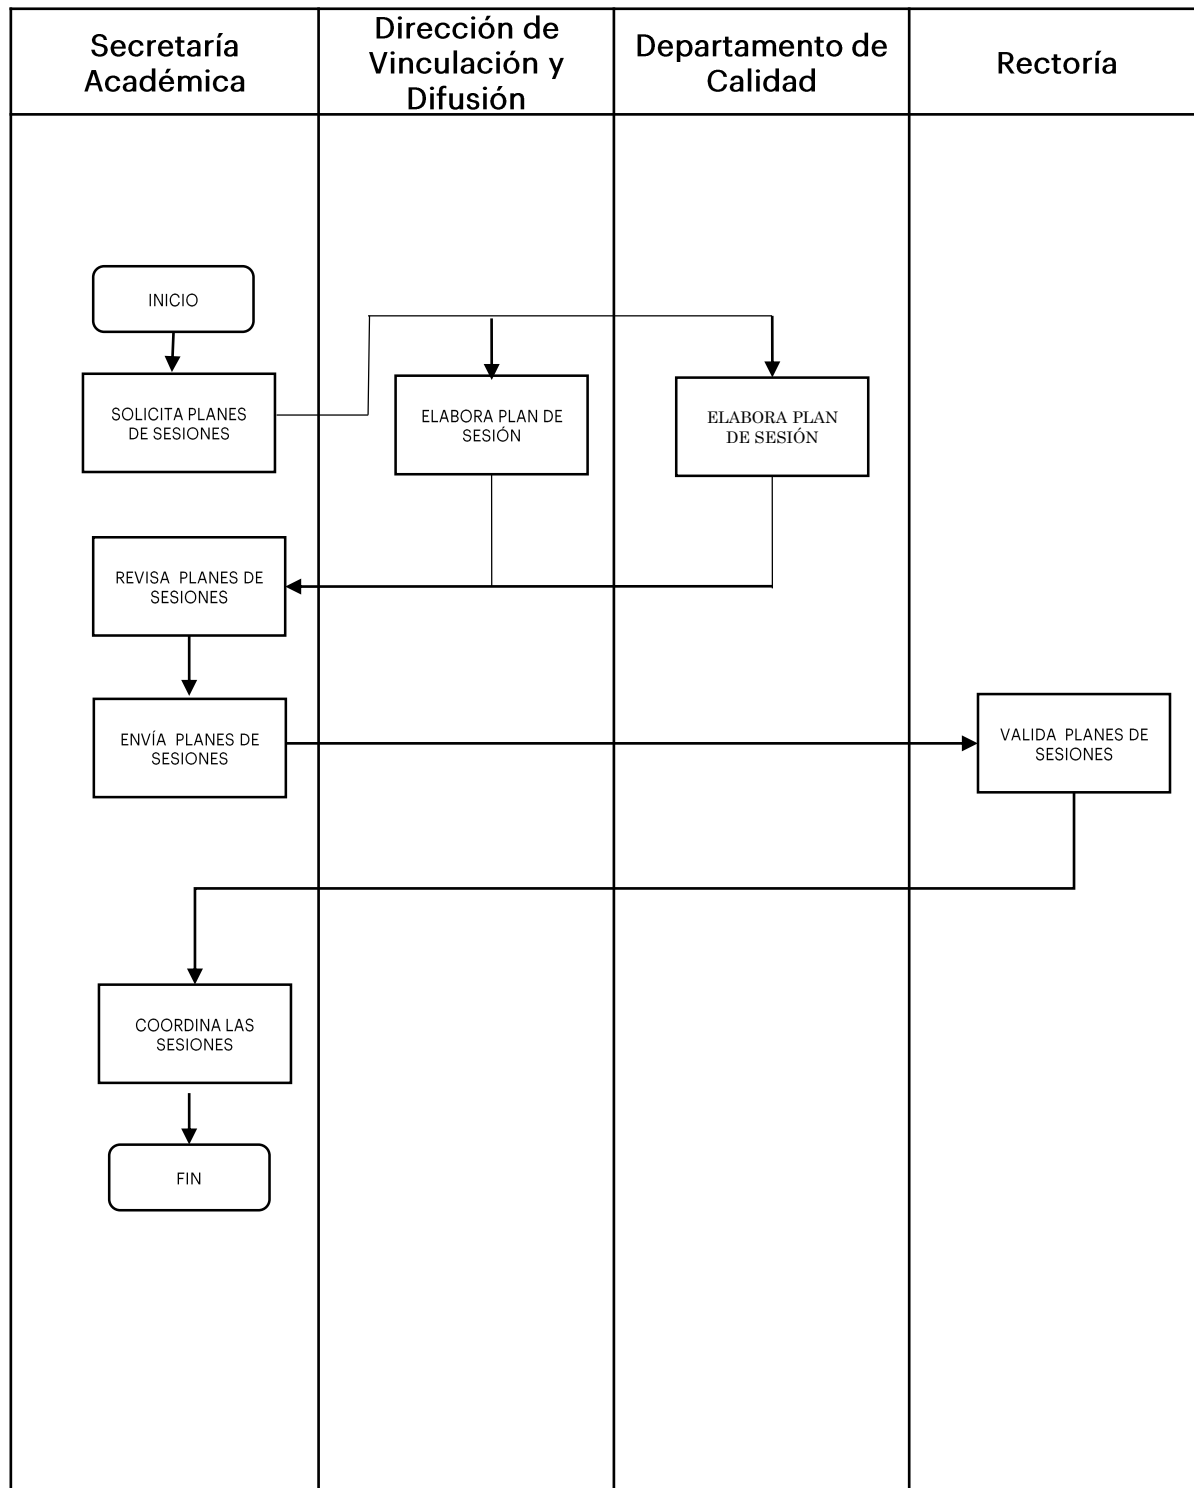 Secretaría
Académica
Dirección de
Vinculación y
Difusión
Departamento de
Calidad
Rectoría
INICIO
SOLICITA PLANES
DE SESIONES
ELABORA PLAN DE
SESIÓN
ELABORA PLAN
DE SESIÓN
REVISA PLANES DE
SESIONES
ENVÍA PLANES DE
SESIONES
VALIDA PLANES DE
SESIONES
COORDINA LAS
SESIONES
FIN